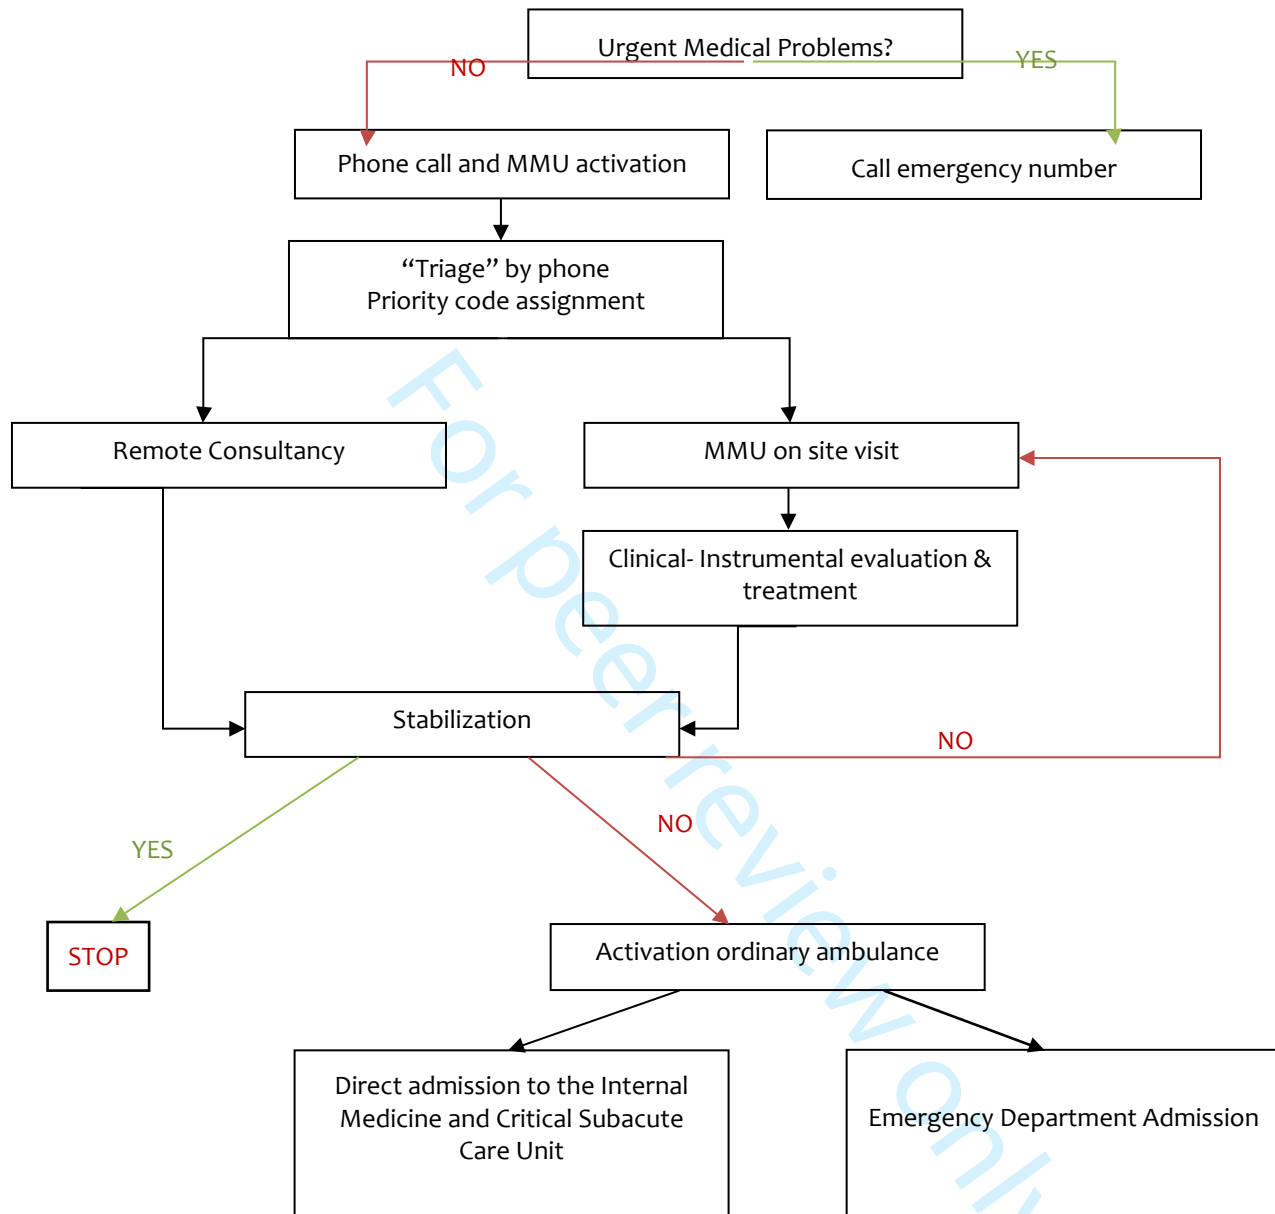 Urgent Medical Problems?
NO
YES
Phone call and MMU activation
Call emergency number
“Triage” by phone
Priority code assignment
Remote Consultancy
MMU on site visit
Clinical- Instrumental evaluation &
treatment
Stabilization
NO
NO
YES
STOP
Activation ordinary ambulance
Direct admission to the Internal
Medicine and Critical Subacute
Care Unit
Emergency Department Admission
For peer review only